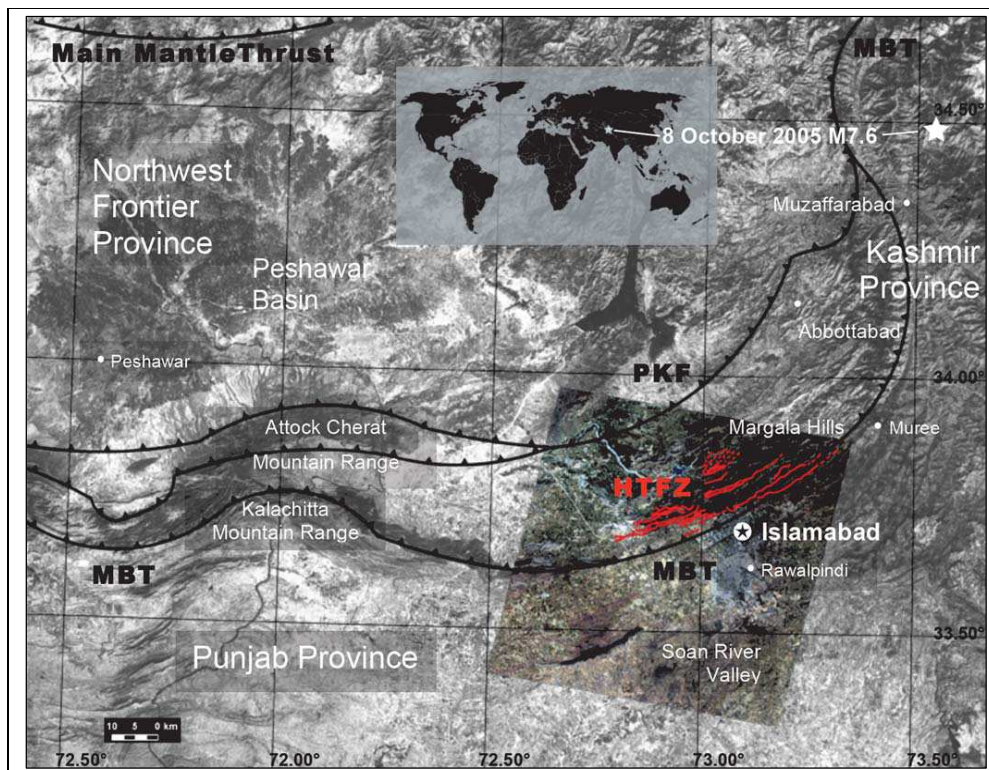 Main MantleThrust
MBT
34.50°
8 October 2005 M7.6
Northwest
Frontier
Province
Muzaffarabad
Kashmir
Province
Peshawar
Basin
Abbottabad
Peshawar
PKF
34.00°
Attock Cherat
Mountain Range
Margala Hills
Muree
HTFZ
Kalachitta
Mountain Range
Islamabad
MBT
MBT
Rawalpindi
33.50°
Punjab Province
Soan River
Valley
10 5 0 km
72.50°
72.00°
72.50°
73.00°
73.50°